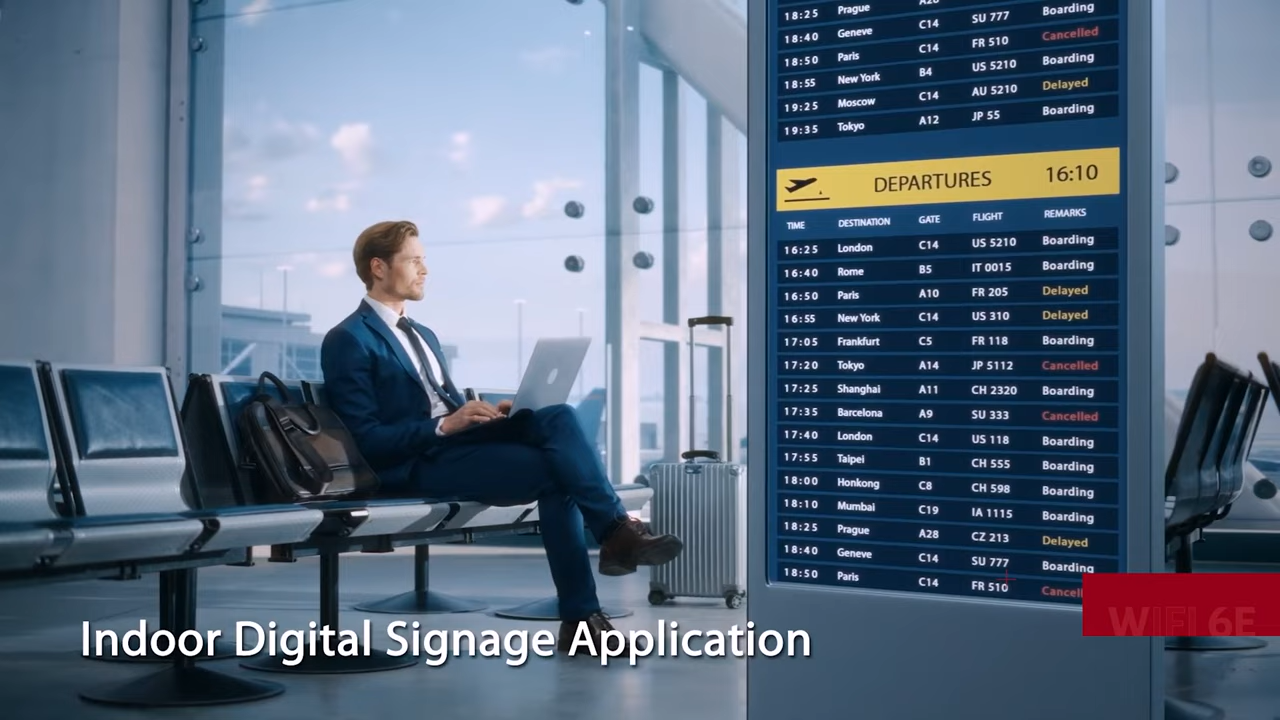 18:25 Prague A28 SU 777 Boarding
18:40 Geneve C14 FR 510 Cancelled
18:50 Paris C14 US 5210 Boarding
18:55 New York B4 AU 5210 Delayed
19:25 Moscow C14 JP 55 Boarding
19:35 Tokyo A12
DEPARTURES 16:10
TIME DESTINATION GATE FLIGHT REMARKS
16:25 London C14 US 5210 Boarding
16:40 Rome B5 IT 0015 Boarding
16:50 Paris A10 FR 205 Delayed
16:55 New York C14 US 310 Delayed
17:05 Frankfurt C5 FR 118 Boarding
17:20 Tokyo A14 JP 5112 Cancelled
17:25 Shanghai A11 CH 2320 Boarding
17:35 Barcelona A9 SU 333 Cancelled
17:40 London C14 US 118 Boarding
17:55 Taipei B1 CH 555 Boarding
18:00 Honkong C8 CH 598 Boarding
18:10 Mumbai C19 IA 1115 Boarding
18:25 Prague A28 CZ 213 Delayed
18:40 Geneve C14 SU 777 Boarding
18:50 Paris C14 FR 510 Cancell
WIFI 6E
Indoor Digital Signage Application